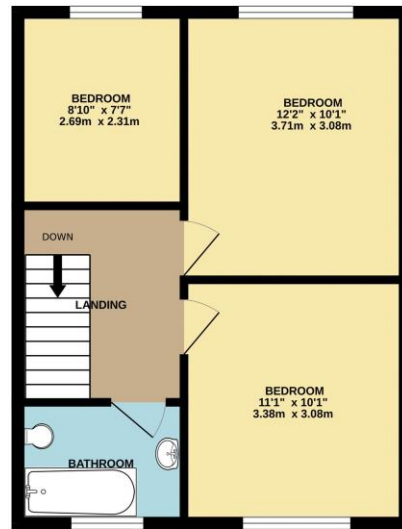 BEDROOM
8'10" x 7'7"
2.69m x 2.31m
BEDROOM
12'2" x 10'1"
3.71m x 3.08m
DOWN
LANDING
BEDROOM
11'1" x 10'1"
3.38m x 3.08m
BATHROOM